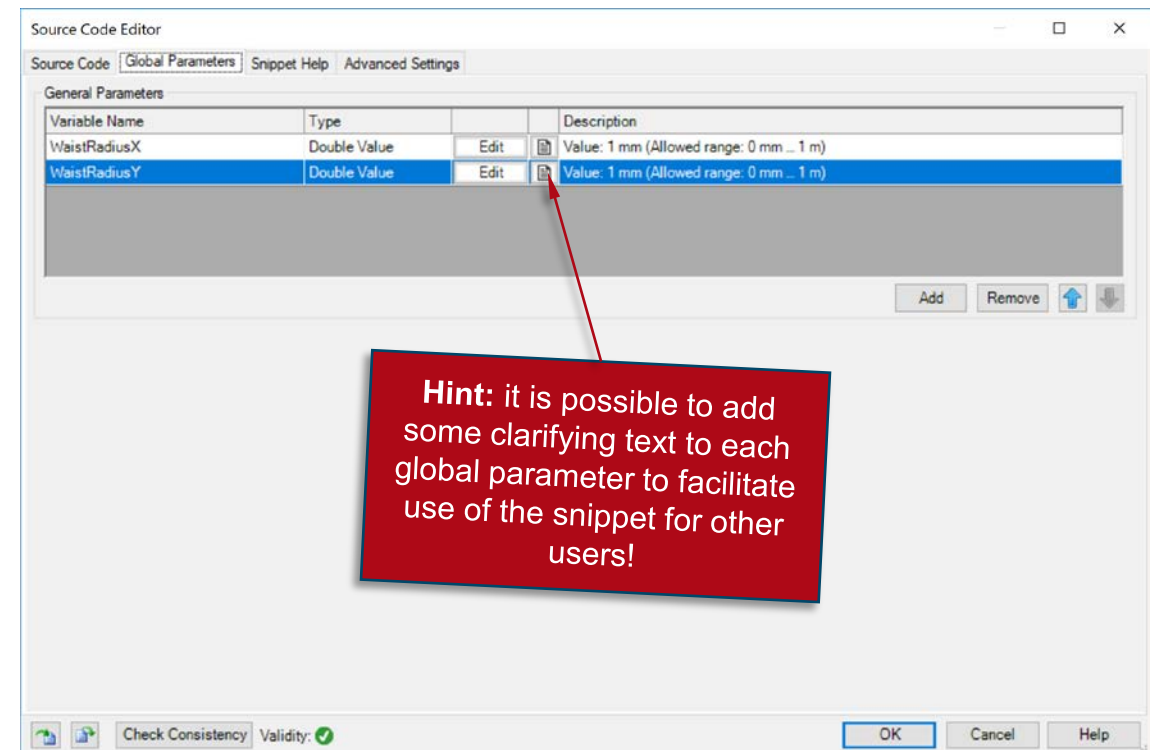 Source Code Editor
Source Code Global Parameters Snippet Help Advanced Settings
General Parameters
Variable Name Type Description
WaistRadiusX Double Value Edit Value: 1 mm (Allowed range: 0 mm ... 1 m)
WaistRadiusY Double Value Edit Value: 1 mm (Allowed range: 0 mm ... 1 m)
Add Remove
Hint: it is possible to add
some clarifying text to each
global parameter to facilitate
use of the snippet for other
users!
Check Consistency Validity: OK Cancel Help